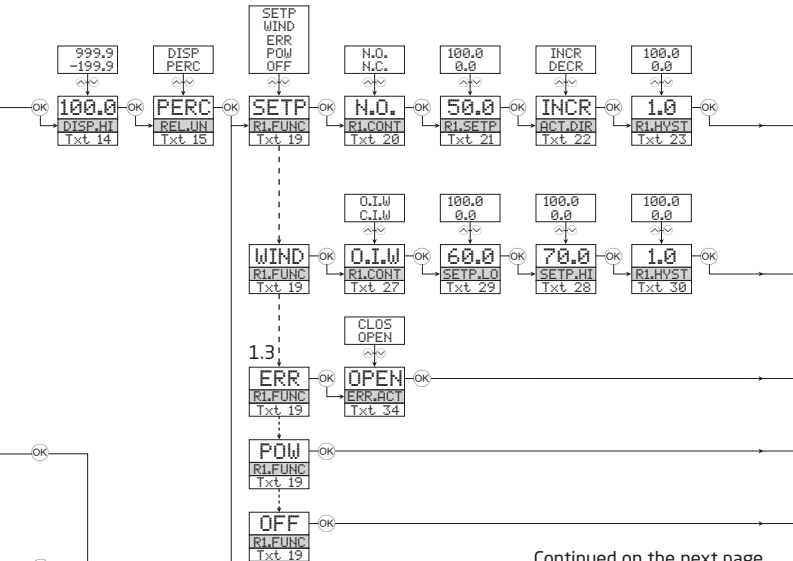 SETP
WIND
ERR
POW
OFF
999.9
-199.9
DISP
PERC
N.O.
N.C.
100.0
0.0
INCR
DECR
100.0
0.0
OK
100.0
DISP.HI
Txt 14
OK
PERC
REL.UN
Txt 15
OK
SETP
R1.FUNC
Txt 19
OK
N.O.
R1.CONT
Txt 20
OK
50.0
R1.SETP
Txt 21
OK
INCR
ACT.DIR
Txt 22
OK
1.0
R1.HYST
Txt 23
OK
O.I.W
C.I.W
100.0
0.0
100.0
0.0
100.0
0.0
WIND
R1.FUNC
Txt 19
OK
O.I.W
R1.CONT
Txt 27
OK
60.0
SETP.LO
Txt 29
OK
70.0
SETP.HI
Txt 28
OK
1.0
R1.HYST
Txt 30
OK
CLOS
OPEN
1.3
ERR
R1.FUNC
Txt 19
OK
OPEN
ERR.ACT
Txt 34
OK
OK
POW
R1.FUNC
Txt 19
OK
OFF
R1.FUNC
Txt 19
OK
Continued on the next page